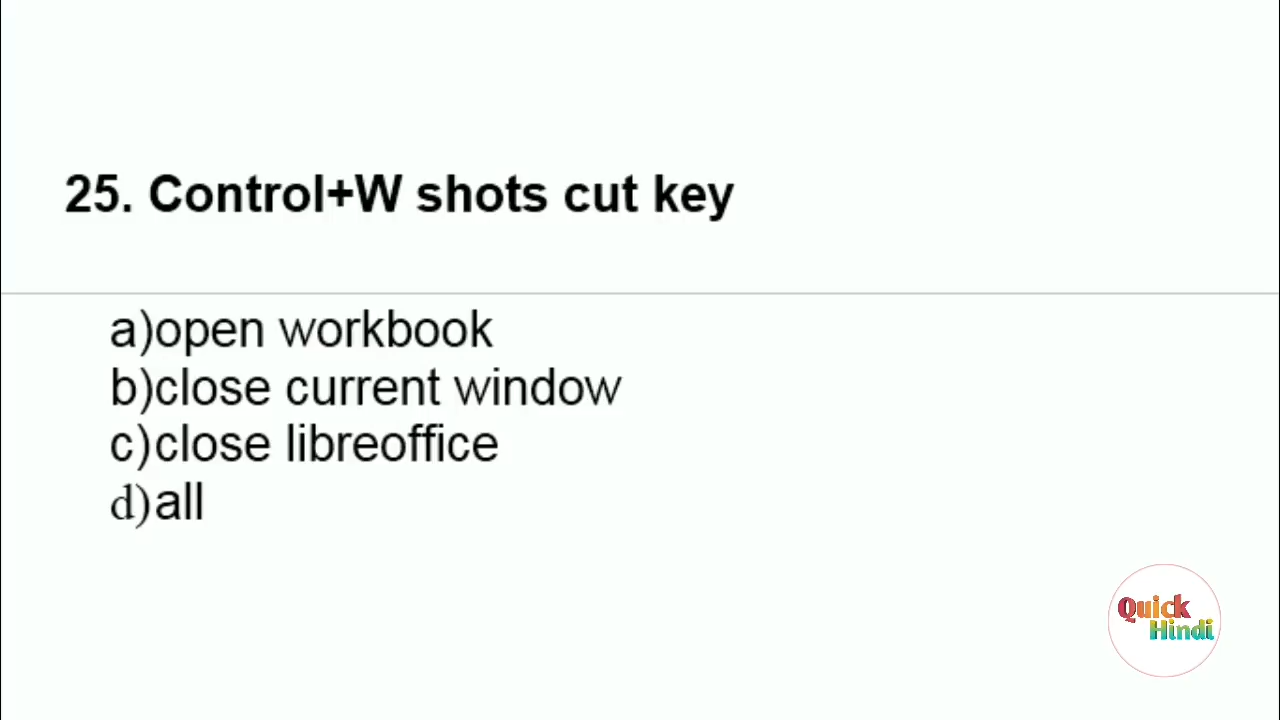 25. Control+W shots cut key
a)open workbook
b)close current window
c)close libreoffice
d)all
Quick
Hindi